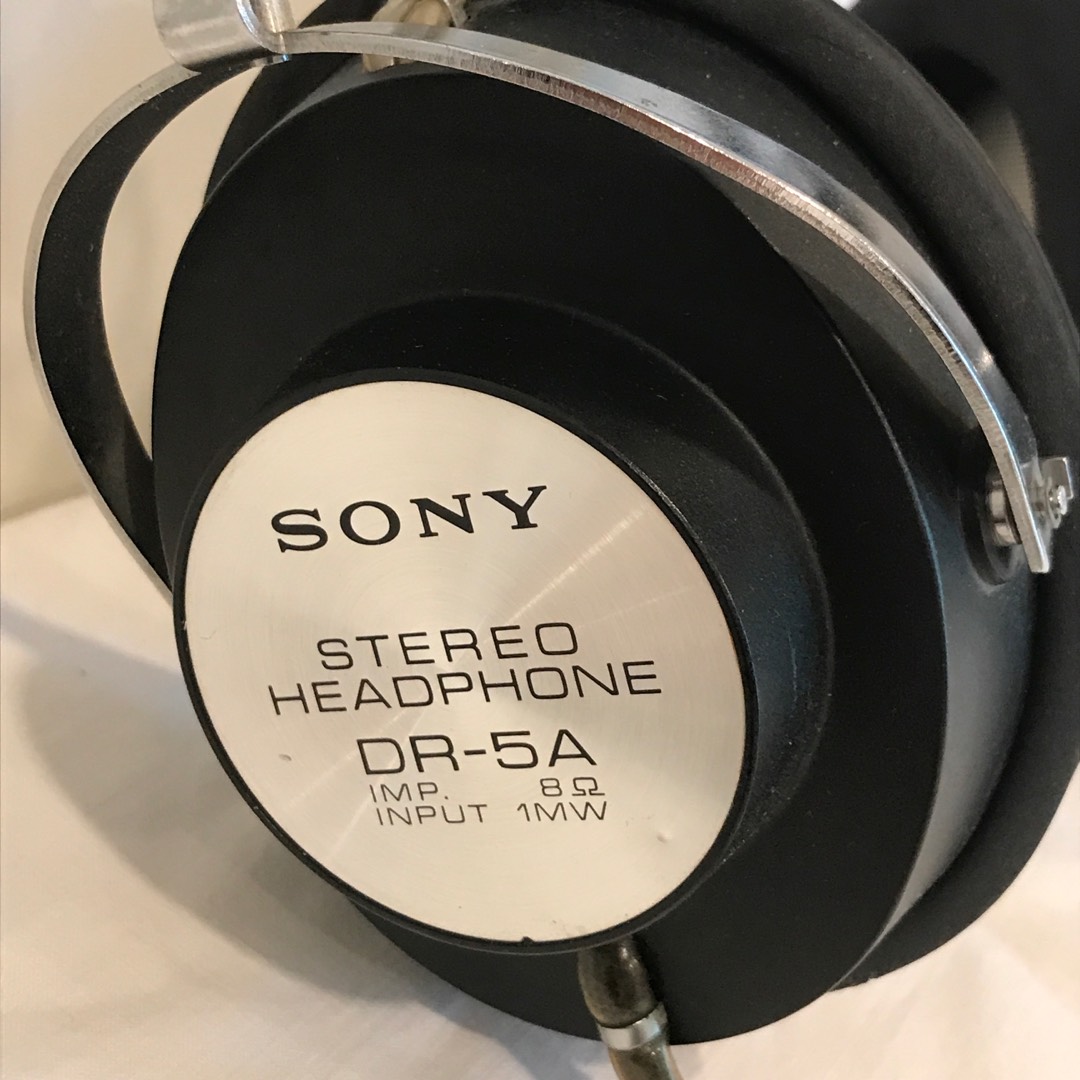 SONY
STEREO
HEADPHONE
DR-5A
IMP. 8Ω
INPUT 1MW